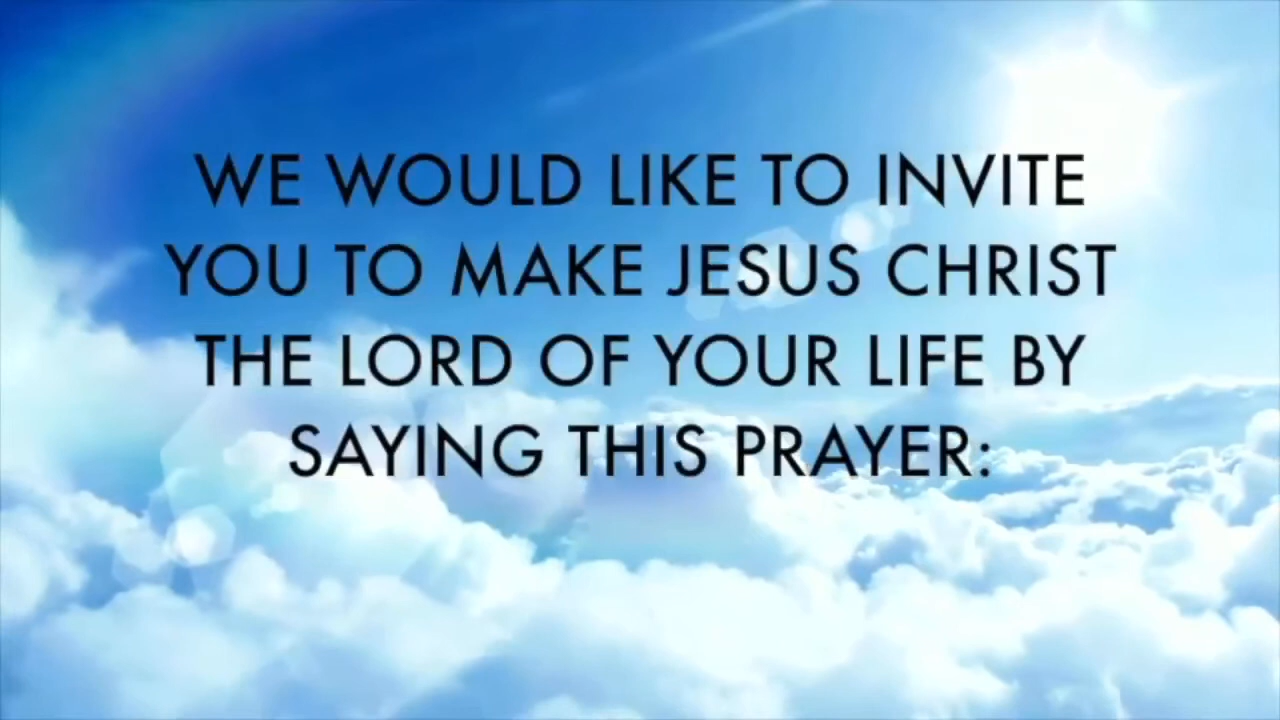 WE WOULD LIKE TO INVITE
YOU TO MAKE JESUS CHRIST
THE LORD OF YOUR LIFE BY
SAYING THIS PRAYER: